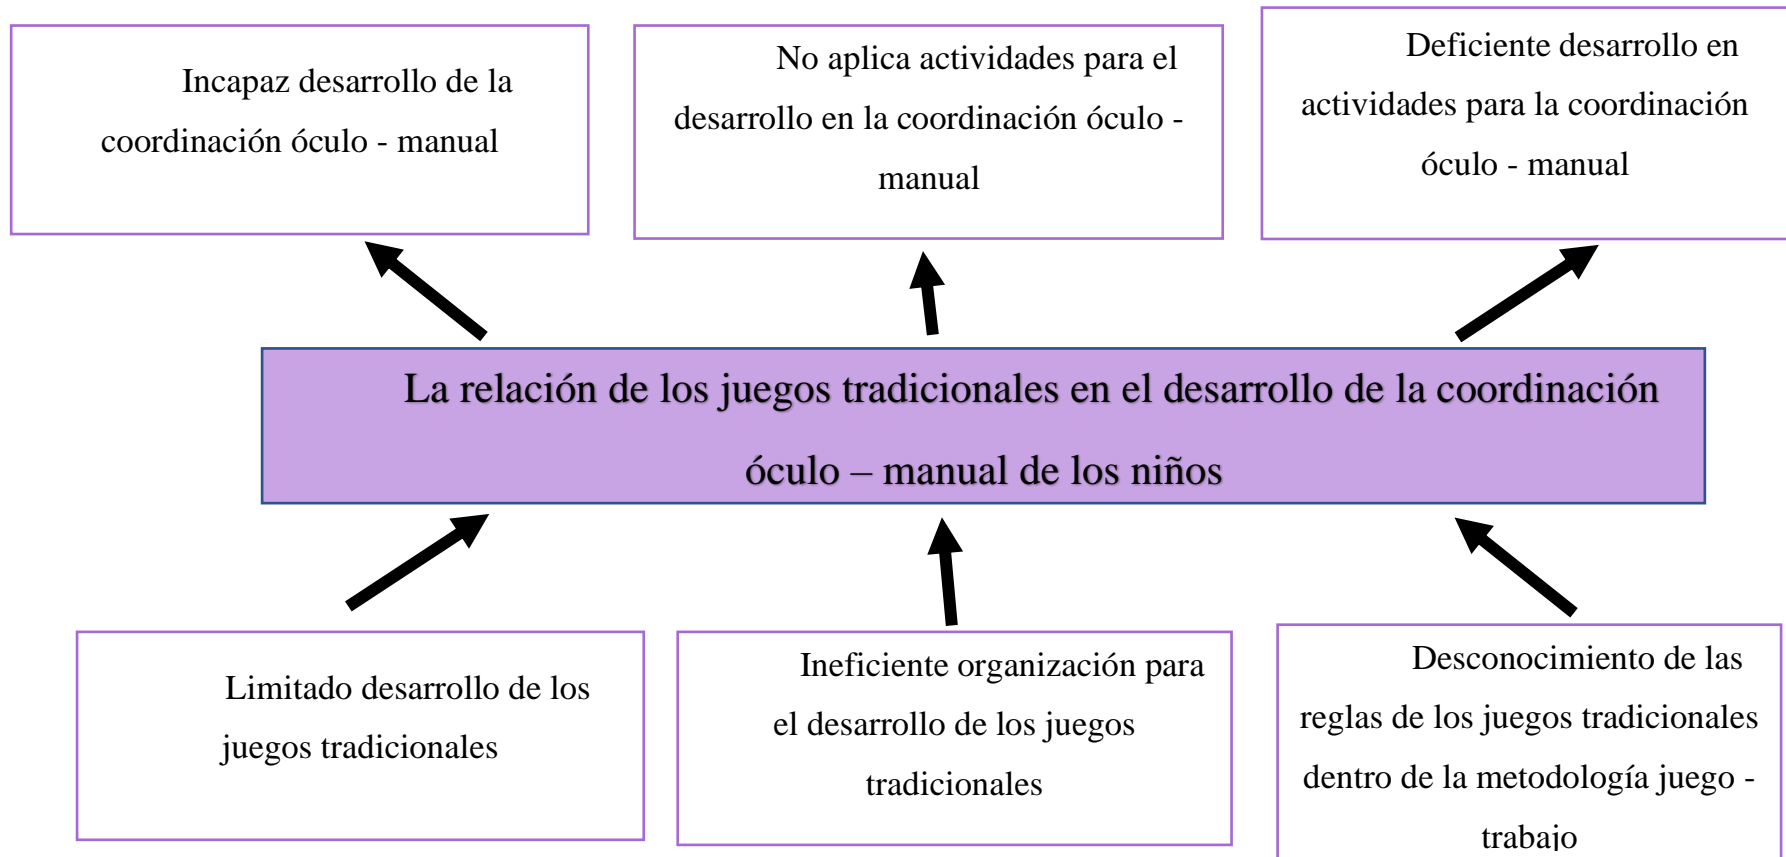 Incapaz desarrollo de la
coordinación óculo - manual
No aplica actividades para el
desarrollo en la coordinación óculo -
manual
Deficiente desarrollo en
actividades para la coordinación
óculo - manual
La relación de los juegos tradicionales en el desarrollo de la coordinación
óculo – manual de los niños
Limitado desarrollo de los
juegos tradicionales
Ineficiente organización para
el desarrollo de los juegos
tradicionales
Desconocimiento de las
reglas de los juegos tradicionales
dentro de la metodología juego -
trabajo